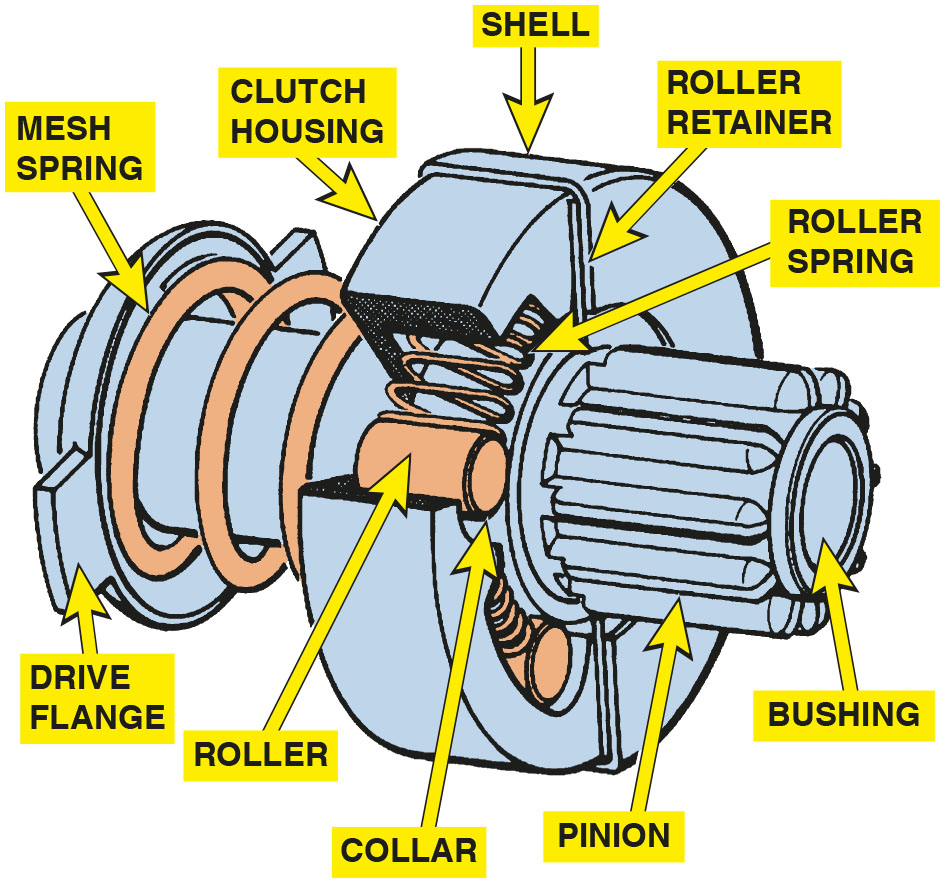 SHELL
CLUTCH
HOUSING
ROLLER
RETAINER
MESH
SPRING
ROLLER
SPRING
DRIVE
FLANGE
ROLLER
COLLAR
PINION
BUSHING